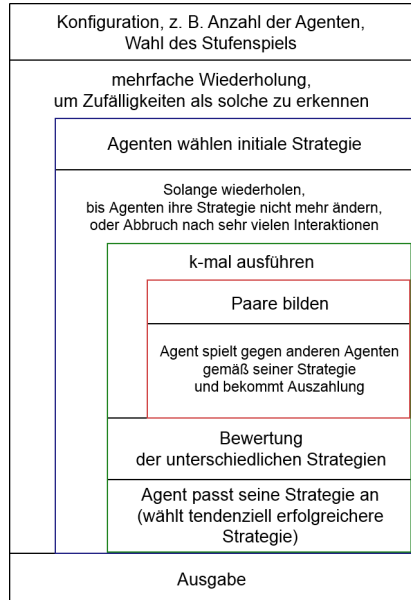 Konfiguration, z. B. Anzahl der Agenten,
Wahl des Stufenspiels
mehrfache Wiederholung,
um Zufälligkeiten als solche zu erkennen
Agenten wählen initiale Strategie
Solange wiederholen,
bis Agenten ihre Strategie nicht mehr ändern,
oder Abbruch nach sehr vielen Interaktionen
k-mal ausführen
Paare bilden
Agent spielt gegen anderen Agenten
gemäß seiner Strategie
und bekommt Auszahlung
Bewertung
der unterschiedlichen Strategien
Agent passt seine Strategie an
(wählt tendenziell erfolgreichere
Strategie)
Ausgabe